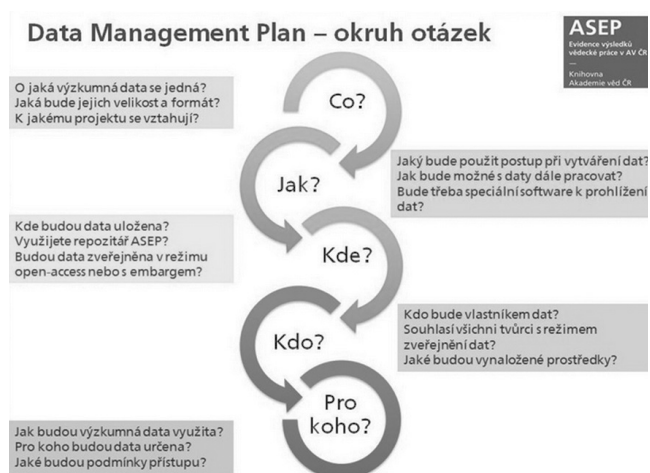 Data Management Plan – okruh otázek
ASEP
Evidence výsledků
vědecké práce v AV ČR
—
Knihovna
Akademie věd ČR
Co?
O jaká výzkumná data se jedná?
Jaká bude jejich velikost a formát?
K jakému projektu se vztahují?
Jak?
Jaký bude použit postup při vytváření dat?
Jak bude možné s daty dále pracovat?
Bude třeba speciální software k prohlížení
dat?
Kde?
Kde budou data uložena?
Využijete repozitář ASEP?
Budou data zveřejněna v režimu
open-access nebo s embargem?
Kdo?
Kdo bude vlastníkem dat?
Souhlasí všichni tvůrci s režimem
zveřejnění dat?
Jaké budou vynaložené prostředky?
Pro
koho?
Jak budou výzkumná data využita?
Pro koho budou data určena?
Jaké budou podmínky přístupu?